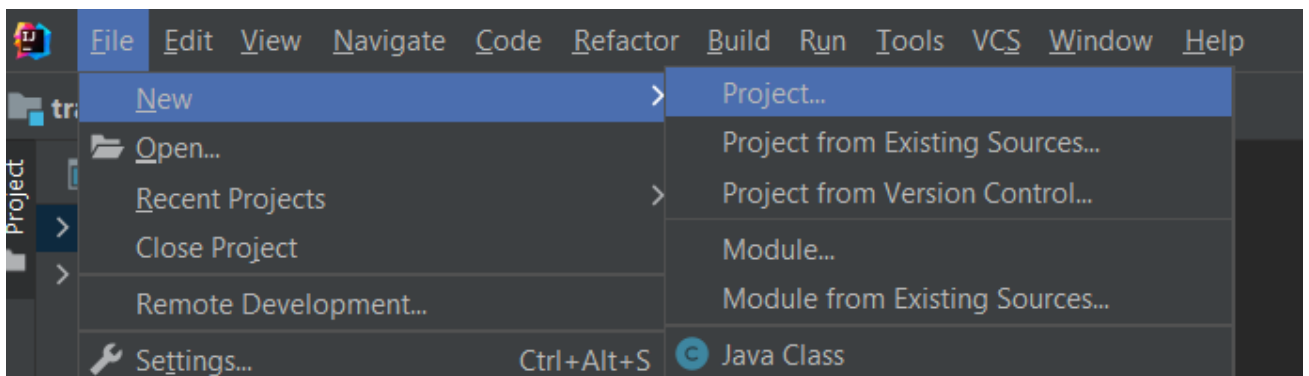 IJ
File Edit View Navigate Code Refactor Build Run Tools VCS Window Help
tra
Project
New
Open...
Recent Projects
Close Project
Remote Development...
Settings... Ctrl+Alt+S
Project...
Project from Existing Sources...
Project from Version Control...
Module...
Module from Existing Sources...
C Java Class